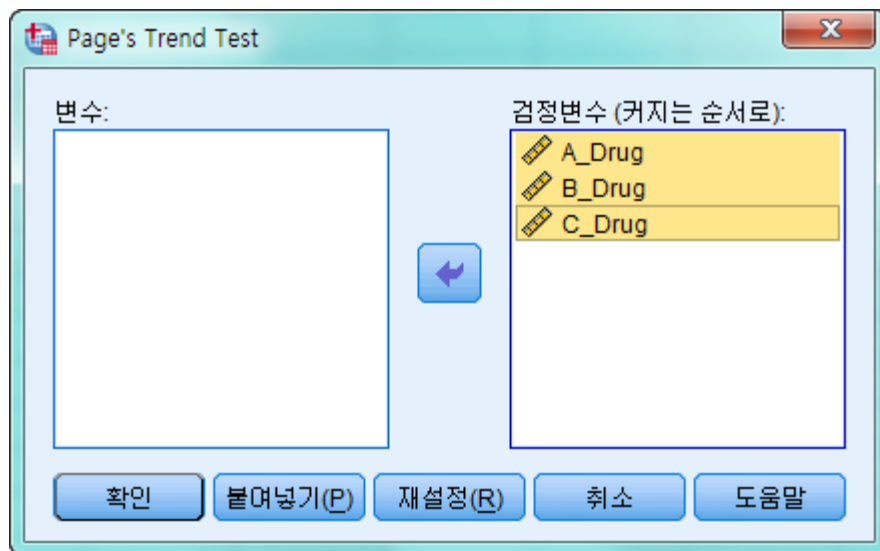 Page's Trend Test
변수:
검정변수 (커지는 순서로):
A_Drug
B_Drug
C_Drug
확인
붙여넣기(P)
재설정(R)
취소
도움말